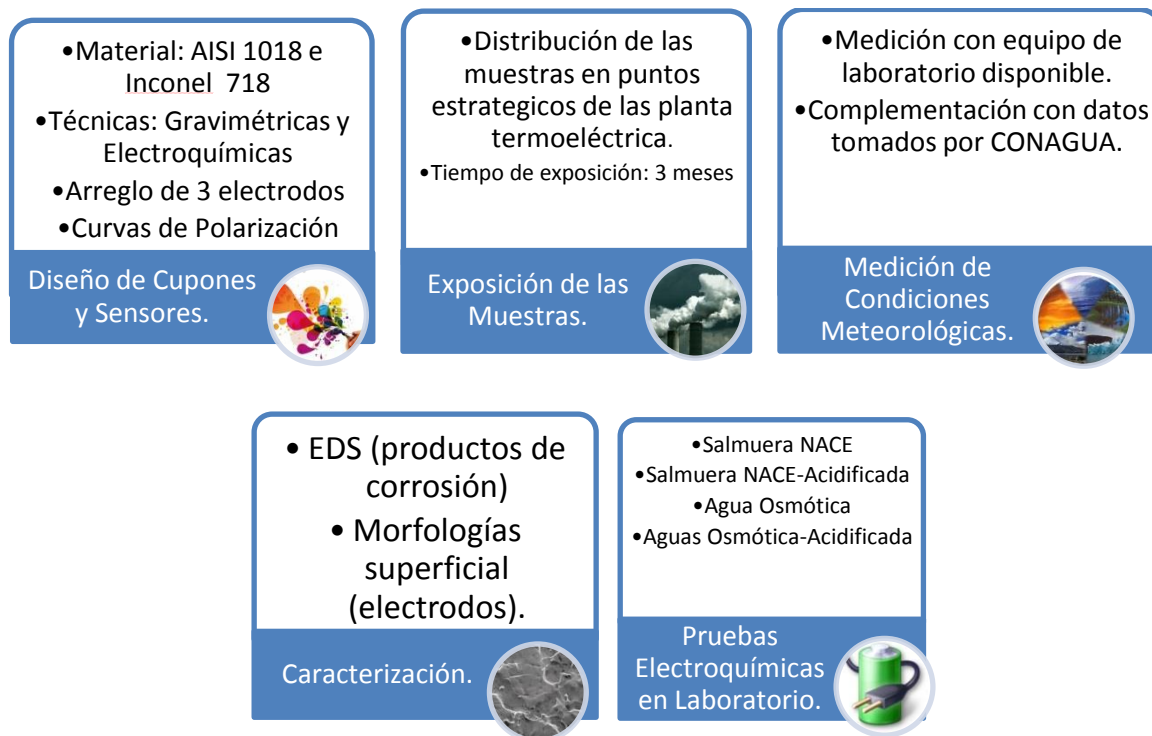 •Material: AISI 1018 e
Inconel 718
•Técnicas: Gravimétricas y
Electroquímicas
•Arreglo de 3 electrodos
•Curvas de Polarización
Diseño de Cupones
y Sensores.
•Distribución de las
muestras en puntos
estrategicos de las planta
termoeléctrica.
•Tiempo de exposición: 3 meses
Exposición de las
Muestras.
•Medición con equipo de
laboratorio disponible.
•Complementación con datos
tomados por CONAGUA.
Medición de
Condiciones
Meteorológicas.
• EDS (productos de
corrosión)
• Morfologías
superficial
(electrodos).
Caracterización.
•Salmuera NACE
•Salmuera NACE-Acidificada
•Agua Osmótica
•Aguas Osmótica-Acidificada
Pruebas
Electroquímicas
en Laboratorio.